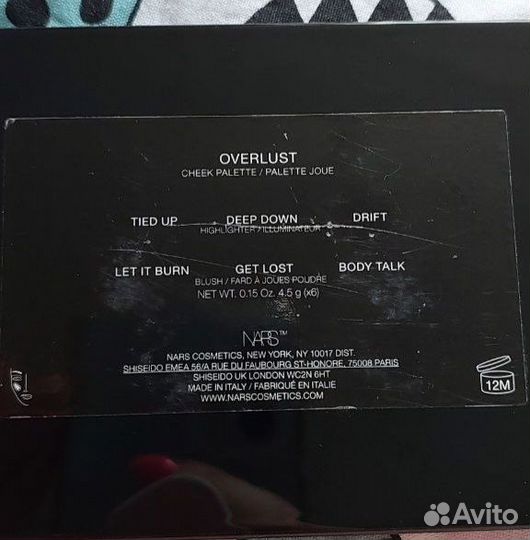 OVERLUST
CHEEK PALETTE / PALETTE JOUE
TIED UP DEEP DOWN DRIFT
HIGHLIGHTER / ILLUMINATEUR
LET IT BURN GET LOST BODY TALK
BLUSH / FARD À JOUES POUDRE
NET WT. 0.15 Oz. 4.5 g (x6)
NARS™
NARS COSMETICS, NEW YORK, NY 10017 DIST.
SHISEIDO EMEA 56/A RUE DU FAUBOURG ST-HONORE, 75008 PARIS
SHISEIDO UK LONDON WC2N 6HT
MADE IN ITALY / FABRIQUÉ EN ITALIE
WWW.NARSCOSMETICS.COM
12M
Avito